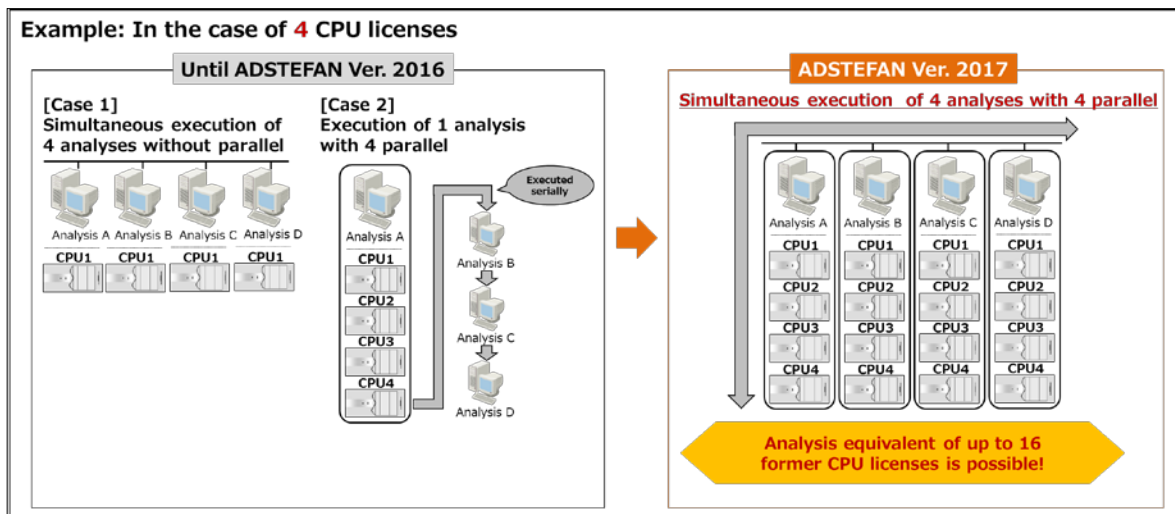 Example: In the case of 4 CPU licenses
Until ADSTEFAN Ver. 2016
[Case 1]
Simultaneous execution of
4 analyses without parallel
Analysis A
Analysis B
Analysis C
Analysis D
CPU1
CPU1
CPU1
CPU1
[Case 2]
Execution of 1 analysis
with 4 parallel
Executed
serially
Analysis A
CPU1
CPU2
CPU3
CPU4
Analysis B
Analysis C
Analysis D
ADSTEFAN Ver. 2017
Simultaneous execution of 4 analyses with 4 parallel
Analysis A
Analysis B
Analysis C
Analysis D
CPU1
CPU1
CPU1
CPU1
CPU2
CPU2
CPU2
CPU2
CPU3
CPU3
CPU3
CPU3
CPU4
CPU4
CPU4
CPU4
Analysis equivalent of up to 16
former CPU licenses is possible!